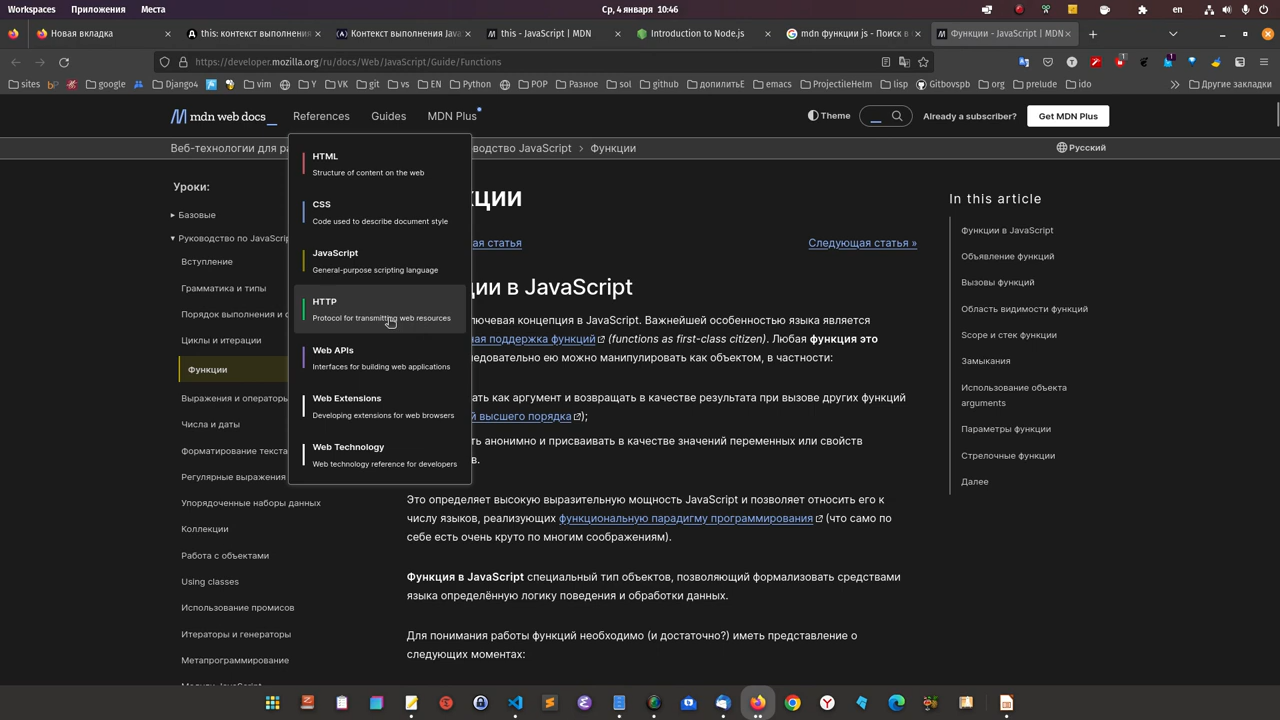 Workspaces Приложения Места Ср, 4 января 10:46 en
Новая вкладка
this: контекст выполнения
Контекст выполнения Java
this - JavaScript | MDN
Introduction to Node.js
mdn функци js - Поиск в
Функции - JavaScript | MDN
https://developer.mozilla.org/ru/docs/Web/JavaScript/Guide/Functions
sites google Django4 vim Y VK git vs EN Python POP Разное sol github допилитьЕ emacs ProjectileHelm lisp Gitbovspb org prelude ido Другие закладки
mdn web docs References Guides MDN Plus Theme Already a subscriber? Get MDN Plus
Веб-технологии для ра водство JavaScript > Функции Русский
HTML
Structure of content on the web
CSS
Code used to describe document style
JavaScript
General-purpose scripting language
HTTP
Protocol for transmitting web resources
Web APIs
Interfaces for building web applications
Web Extensions
Developing extensions for web browsers
Web Technology
Web technology reference for developers
Уроки:
Базовые
Руководство по JavaScrip
Вступление
Грамматика и типы
Порядок выполнения и о
Циклы и итерации
Функции
Выражения и операторы
Числа и даты
Форматирование текста
Регулярные выражения
Упорядоченные наборы данных
Коллекции
Работа с объектами
Using classes
Использование промисов
Итераторы и генераторы
Метапрограммирование
Модули JavaScript
кции
ая статья Следующая статья »
ции в JavaScript
лючевая концепция в JavaScript. Важнейшей особенностью языка является
ная поддержка функций (functions as first-class citizen). Любая функция это
едовательно ею можно манипулировать как объектом, в частности:
ать как аргумент и возвращать в качестве результата при вызове других функций
й высшего порядка);
ть анонимно и присваивать в качестве значений переменных или свойств
в.
Это определяет высокую выразительную мощность JavaScript и позволяет относить его к
числу языков, реализующих функциональную парадигму программирования (что само по
себе есть очень круто по многим соображениям).
Функция в JavaScript специальный тип объектов, позволяющий формализовать средствами
языка определённую логику поведения и обработки данных.
Для понимания работы функций необходимо (и достаточно?) иметь представление о
следующих моментах:
In this article
Функции в JavaScript
Объявление функций
Вызовы функций
Область видимости функций
Scope и стек функции
Замыкания
Использование объекта
arguments
Параметры функции
Стрелочные функции
Далее